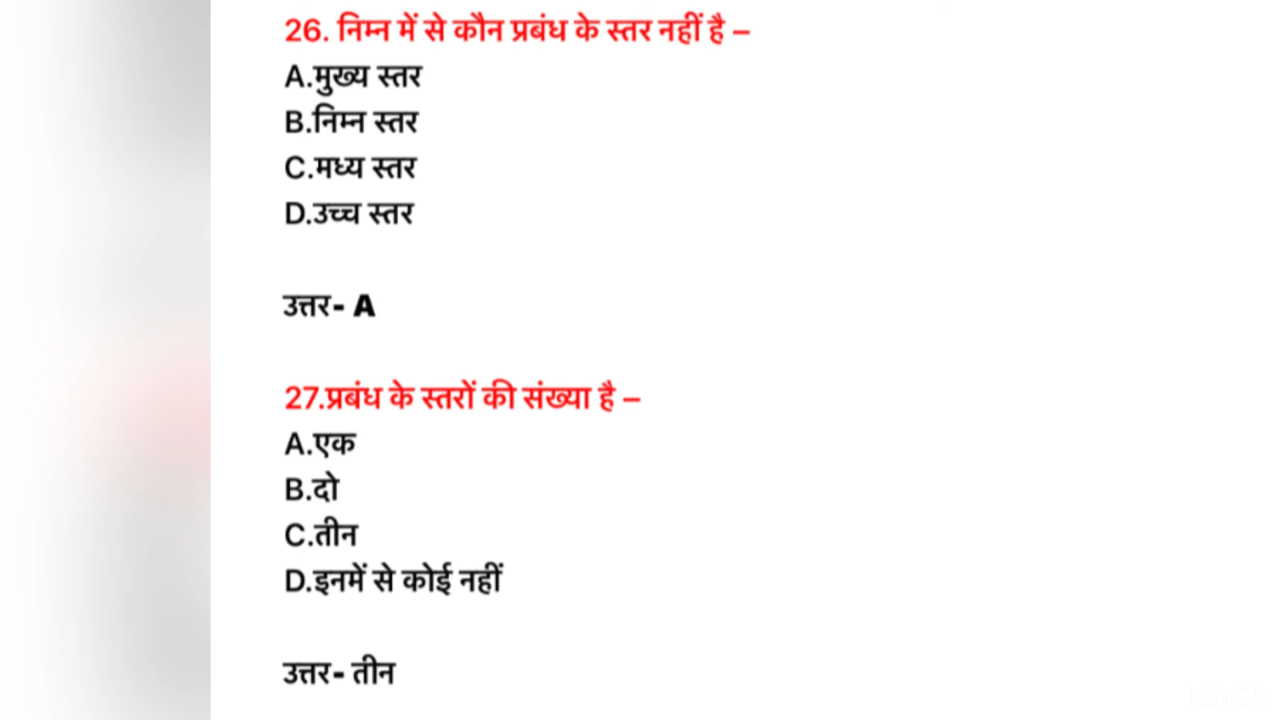 26. निम्न में से कौन प्रबंध के स्तर नहीं है –
A.मुख्य स्तर
B.निम्न स्तर
C.मध्य स्तर
D.उच्च स्तर
उत्तर- A
27.प्रबंध के स्तरों की संख्या है –
A.एक
B.दो
C.तीन
D.इनमें से कोई नहीं
उत्तर- तीन